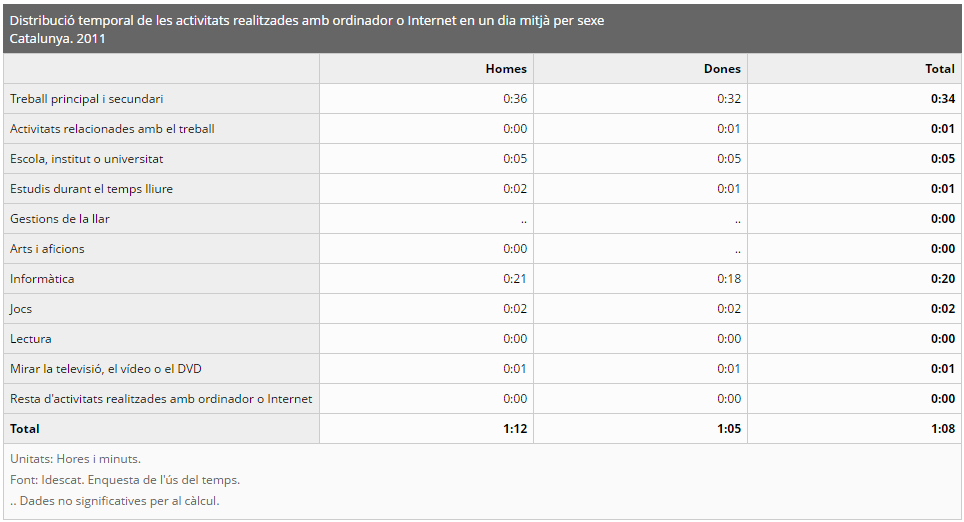 Distribució temporal de les activitats realitzades amb ordinador o Internet en un dia mitjà per sexe
Catalunya. 2011
Homes Dones Total
Treball principal i secundari 0:36 0:32 0:34
Activitats relacionades amb el treball 0:00 0:01 0:01
Escola, institut o universitat 0:05 0:05 0:05
Estudis durant el temps lliure 0:02 0:01 0:01
Gestions de la llar .. .. 0:00
Arts i aficions 0:00 .. 0:00
Informàtica 0:21 0:18 0:20
Jocs 0:02 0:02 0:02
Lectura 0:00 0:00 0:00
Mirar la televisió, el vídeo o el DVD 0:01 0:01 0:01
Resta d'activitats realitzades amb ordinador o Internet 0:00 0:00 0:00
Total 1:12 1:05 1:08
Unitats: Hores i minuts.
Font: Idescat. Enquesta de l'ús del temps.
.. Dades no significatives per al càlcul.